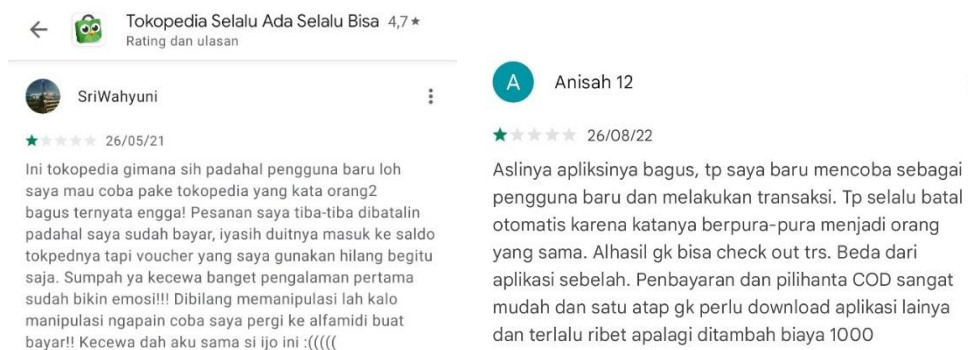 Tokopedia Selalu Ada Selalu Bisa 4,7★
Rating dan ulasan
SriWahyuni
26/05/21
Ini tokopedia gimana sih padahal pengguna baru loh
saya mau coba pake tokopedia yang kata orang2
bagus ternyata engga! Pesanan saya tiba-tiba dibatalin
padahal saya sudah bayar, iyasih duitnya masuk ke saldo
tokpednya tapi voucher yang saya gunakan hilang begitu
saja. Sumpah ya kecewa banget pengalaman pertama
sudah bikin emosi!!! Dibilang memanipulasi lah kalo
manipulasi ngapain coba saya pergi ke alfamidi buat
bayar!! Kecewa dah aku sama si ijo ini :(((((
A
Anisah 12
26/08/22
Aslinya apliksinya bagus, tp saya baru mencoba sebagai
pengguna baru dan melakukan transaksi. Tp selalu batal
otomatis karena katanya berpura-pura menjadi orang
yang sama. Alhasil gk bisa check out trs. Beda dari
aplikasi sebelah. Penbayaran dan pilihanta COD sangat
mudah dan satu atap gk perlu download aplikasi lainya
dan terlalu ribet apalagi ditambah biaya 1000